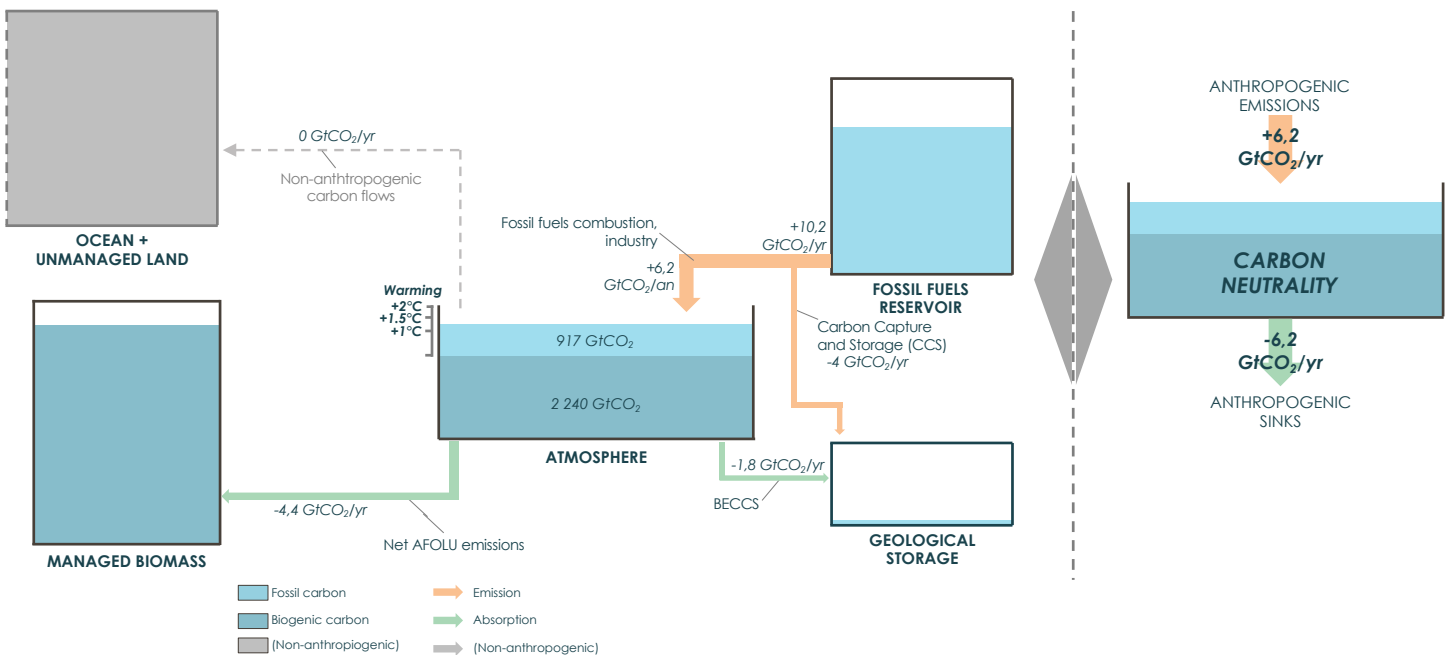 0 GtCO₂/yr
Non-anthtropogenic
carbon flows
OCEAN +
UNMANAGED LAND
Fossil fuels combustion,
industry
+10,2
GtCO₂/yr
+6,2
GtCO₂/an
FOSSIL FUELS
RESERVOIR
Warming
+2°C
+1.5°C
+1°C
917 GtCO₂
2 240 GtCO₂
ATMOSPHERE
Carbon Capture
and Storage (CCS)
-4 GtCO₂/yr
-1,8 GtCO₂/yr
BECCS
GEOLOGICAL
STORAGE
-4,4 GtCO₂/yr
Net AFOLU emissions
MANAGED BIOMASS
Fossil carbon
Biogenic carbon
(Non-anthropiogenic)
Emission
Absorption
(Non-anthropogenic)
ANTHROPOGENIC
EMISSIONS
+6,2
GtCO₂/yr
CARBON
NEUTRALITY
-6,2
GtCO₂/yr
ANTHROPOGENIC
SINKS